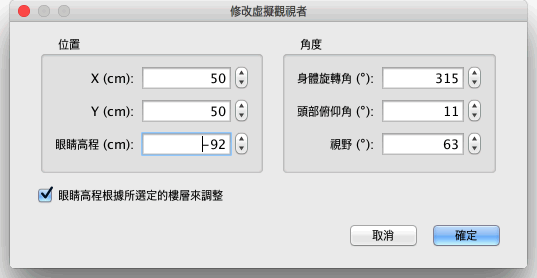 修改虛擬觀視者
位置
X (cm): 50
Y (cm): 50
眼睛高程 (cm): -92
角度
身體旋轉角 (°): 315
頭部俯仰角 (°): 11
視野 (°): 63
眼睛高程根據所選定的樓層來調整
取消
確定